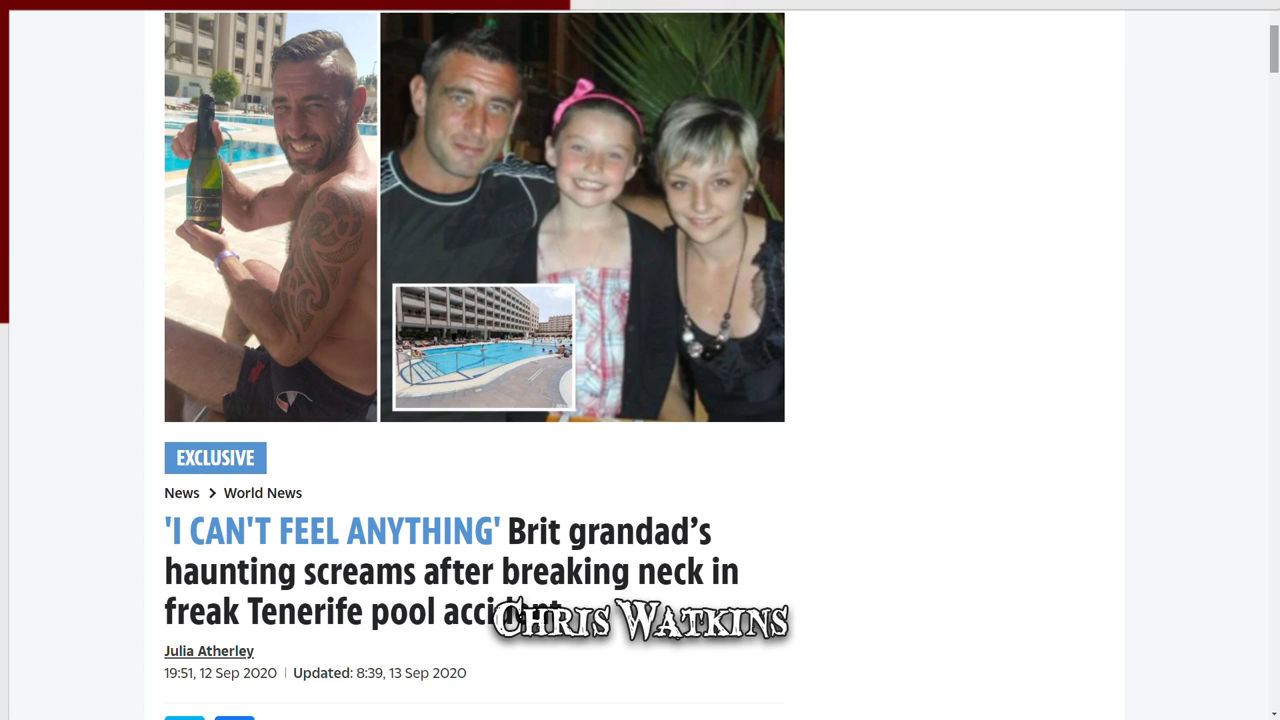 EXCLUSIVE
News > World News
'I CAN'T FEEL ANYTHING' Brit grandad’s
haunting screams after breaking neck in
freak Tenerife pool accident
Chris Watkins
Julia Atherley
19:51, 12 Sep 2020 | Updated: 8:39, 13 Sep 2020